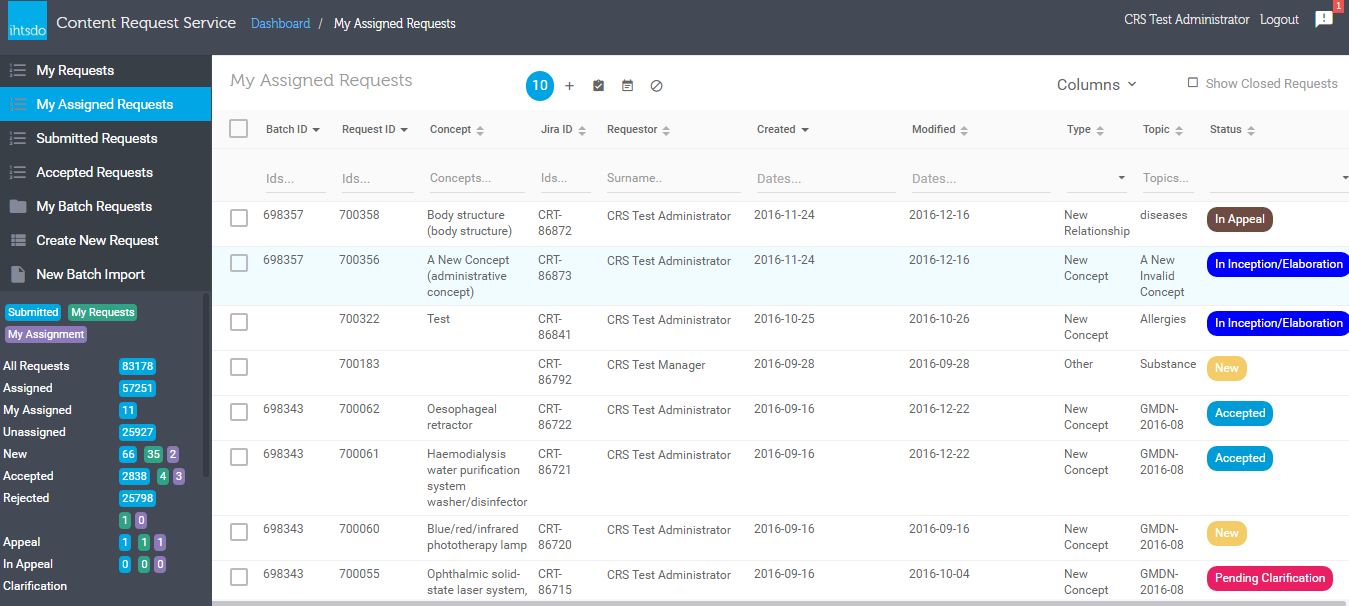 ihtsdo
Content Request Service
Dashboard / My Assigned Requests
CRS Test Administrator Logout
!
1
My Requests
My Assigned Requests
Submitted Requests
Accepted Requests
My Batch Requests
Create New Request
New Batch Import
Submitted My Requests
My Assignment
All Requests 83178
Assigned 57251
My Assigned 11
Unassigned 25927
New 66 35 2
Accepted 2838 4 3
Rejected 25798
1 0
Appeal 1 1 1
In Appeal 0 0 0
Clarification
My Assigned Requests
10 +
Columns
Show Closed Requests
Batch ID Request ID Concept Jira ID Requestor Created Modified Type Topic Status
Ids... Ids... Concepts... Ids... Surname.. Dates... Dates... Topics...
698357 700358 Body structure CRT- CRS Test Administrator 2016-11-24 2016-12-16 New diseases In Appeal
(body structure) 86872 Relationship
698357 700356 A New Concept CRT- CRS Test Administrator 2016-11-24 2016-12-16 New A New In Inception/Elaboration
(administrative 86873 Concept Invalid
concept) Concept
700322 Test CRT- CRS Test Administrator 2016-10-25 2016-10-26 New Allergies In Inception/Elaboration
86841 Concept
700183 CRT- CRS Test Manager 2016-09-28 2016-09-28 Other Substance New
86792
698343 700062 Oesophageal CRT- CRS Test Administrator 2016-09-16 2016-12-22 New GMDN- Accepted
retractor 86722 Concept 2016-08
698343 700061 Haemodialysis CRT- CRS Test Administrator 2016-09-16 2016-12-22 New GMDN- Accepted
water purification 86721 Concept 2016-08
system
washer/disinfector
698343 700060 Blue/red/infrared CRT- CRS Test Administrator 2016-09-16 2016-09-16 New GMDN- New
phototherapy lamp 86720 Concept 2016-08
698343 700055 Ophthalmic solid- CRT- CRS Test Administrator 2016-09-16 2016-10-04 New GMDN- Pending Clarification
state laser system, 86715 Concept 2016-08